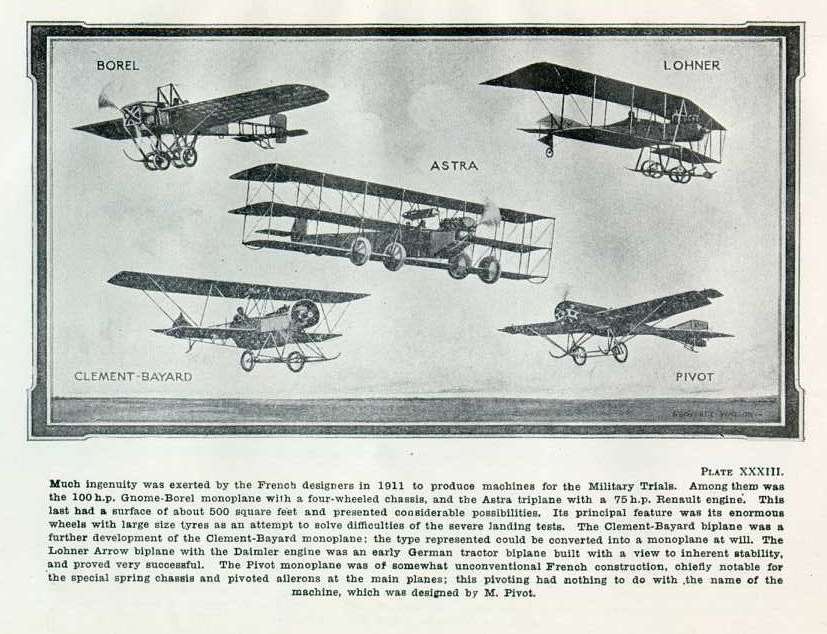 BOREL
LOHNER
ASTRA
CLEMENT-BAYARD
PIVOT
PLATE XXXIII.
Much ingenuity was exerted by the French designers in 1911 to produce machines for the Military Trials. Among them was
the 100 h.p. Gnome-Borel monoplane with a four-wheeled chassis, and the Astra triplane with a 75 h.p. Renault engine. This
last had a surface of about 500 square feet and presented considerable possibilities. Its principal feature was its enormous
wheels with large size tyres as an attempt to solve difficulties of the severe landing tests. The Clement-Bayard biplane was a
further development of the Clement-Bayard monoplane; the type represented could be converted into a monoplane at will. The
Lohner Arrow biplane with the Daimler engine was an early German tractor biplane built with a view to inherent stability,
and proved very successful. The Pivot monoplane was of somewhat unconventional French construction, chiefly notable for
the special spring chassis and pivoted ailerons at the main planes; this pivoting had nothing to do with the name of the
machine, which was designed by M. Pivot.